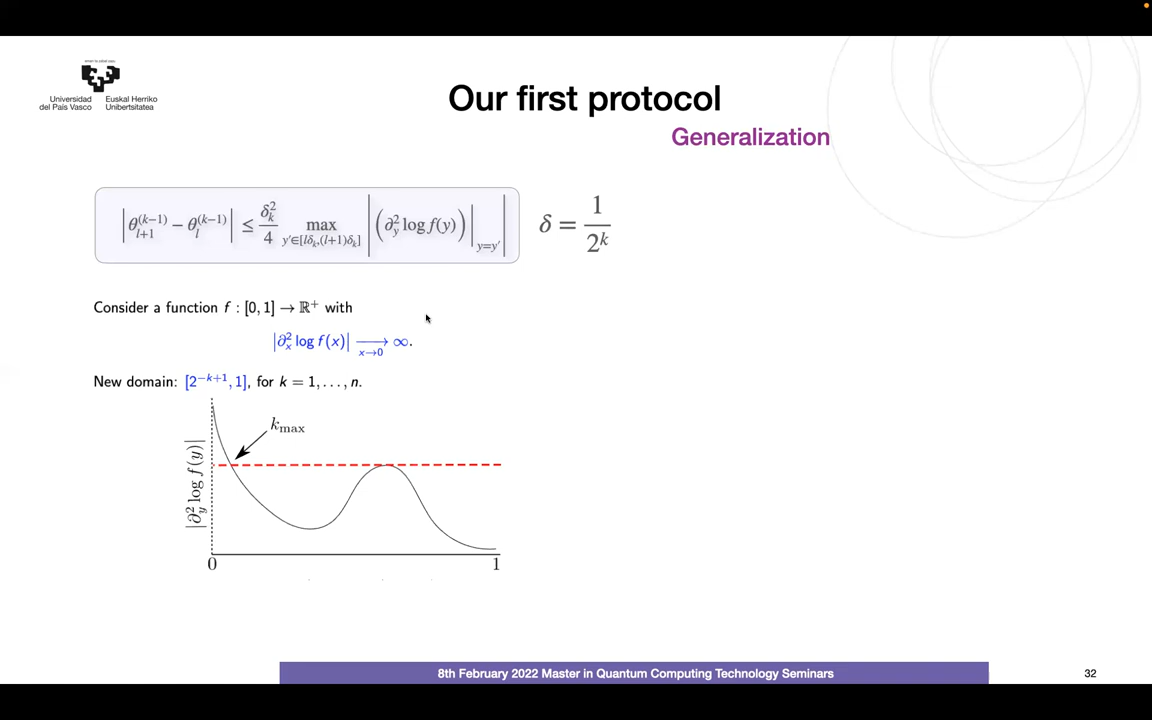 Universidad del País Vasco
Euskal Herriko Unibertsitatea
Our first protocol
Generalization
|θ_{l+1}^{(k−1)} − θ_l^{(k−1)}| ≤ δ_k^2/4 max_{y′∈[lδ_k,(l+1)δ_k]} |(∂_y^2 log f(y))|_{y=y′}| δ = 1/2^k
Consider a function f : [0, 1] → ℝ⁺ with
|∂_x^2 log f(x)| ⟶_{x→0} ∞.
New domain: [2^{−k+1}, 1], for k = 1, . . . , n.
k_max
|∂_y^2 log f(y)|
0 1
8th February 2022 Master in Quantum Computing Technology Seminars
32